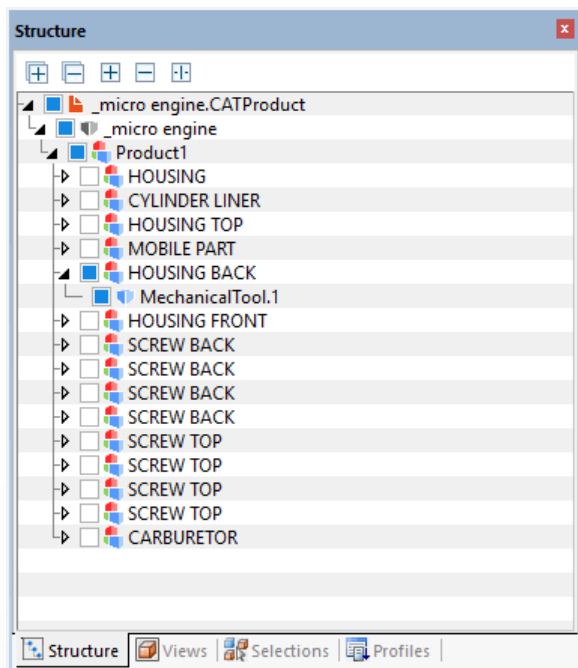 Structure
_micro engine.CATProduct
_micro engine
Product1
HOUSING
CYLINDER LINER
HOUSING TOP
MOBILE PART
HOUSING BACK
MechanicalTool.1
HOUSING FRONT
SCREW BACK
SCREW BACK
SCREW BACK
SCREW BACK
SCREW TOP
SCREW TOP
SCREW TOP
SCREW TOP
CARBURETOR
Structure Views Selections Profiles